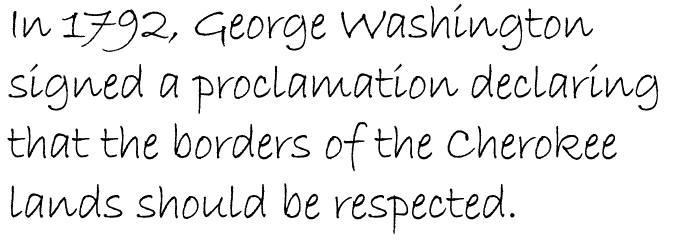 In 1792, George Washington
signed a proclamation declaring
that the borders of the Cherokee
lands should be respected.